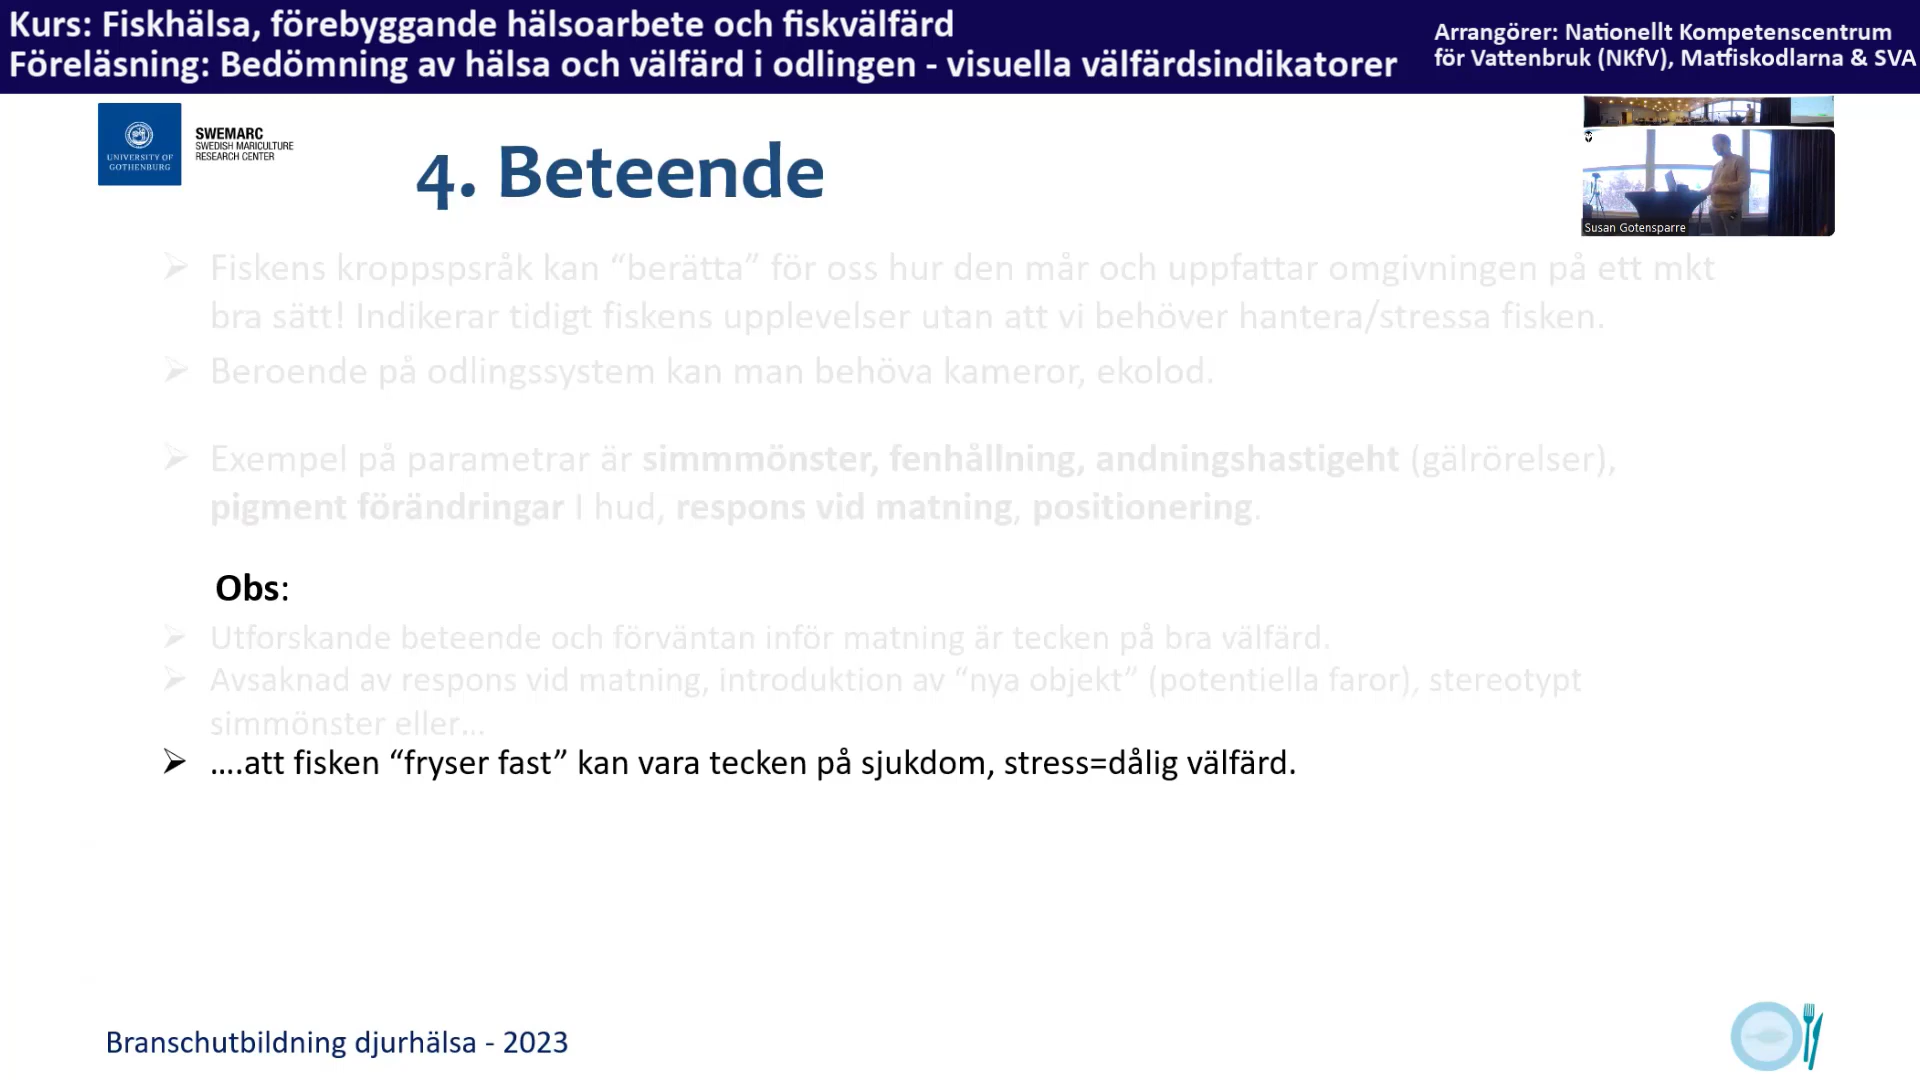 Kurs: Fiskhälsa, förebyggande hälsoarbete och fiskvälfärd
Föreläsning: Bedömning av hälsa och välfärd i odlingen - visuella välfärdsindikatorer
Arrangörer: Nationellt Kompetenscentrum
för Vattenbruk (NKfV), Matfiskodlarna & SVA
UNIVERSITY OF
GOTHENBURG
SWEMARC
SWEDISH MARICULTURE
RESEARCH CENTER
4. Beteende
Susan Gotensparre
Fiskens kroppspsråk kan “berätta” för oss hur den mår och uppfattar omgivningen på ett mkt
bra sätt! Indikerar tidigt fiskens upplevelser utan att vi behöver hantera/stressa fisken.
Beroende på odlingssystem kan man behöva kameror, ekolod.
Exempel på parametrar är simmmönster, fenhållning, andningshastigeht (gälrörelser),
pigment förändringar I hud, respons vid matning, positionering.
Obs:
Utforskande beteende och förväntan inför matning är tecken på bra välfärd.
Avsaknad av respons vid matning, introduktion av “nya objekt” (potentiella faror), stereotypt
simmönster eller...
....att fisken “fryser fast” kan vara tecken på sjukdom, stress=dålig välfärd.
Branschutbildning djurhälsa - 2023